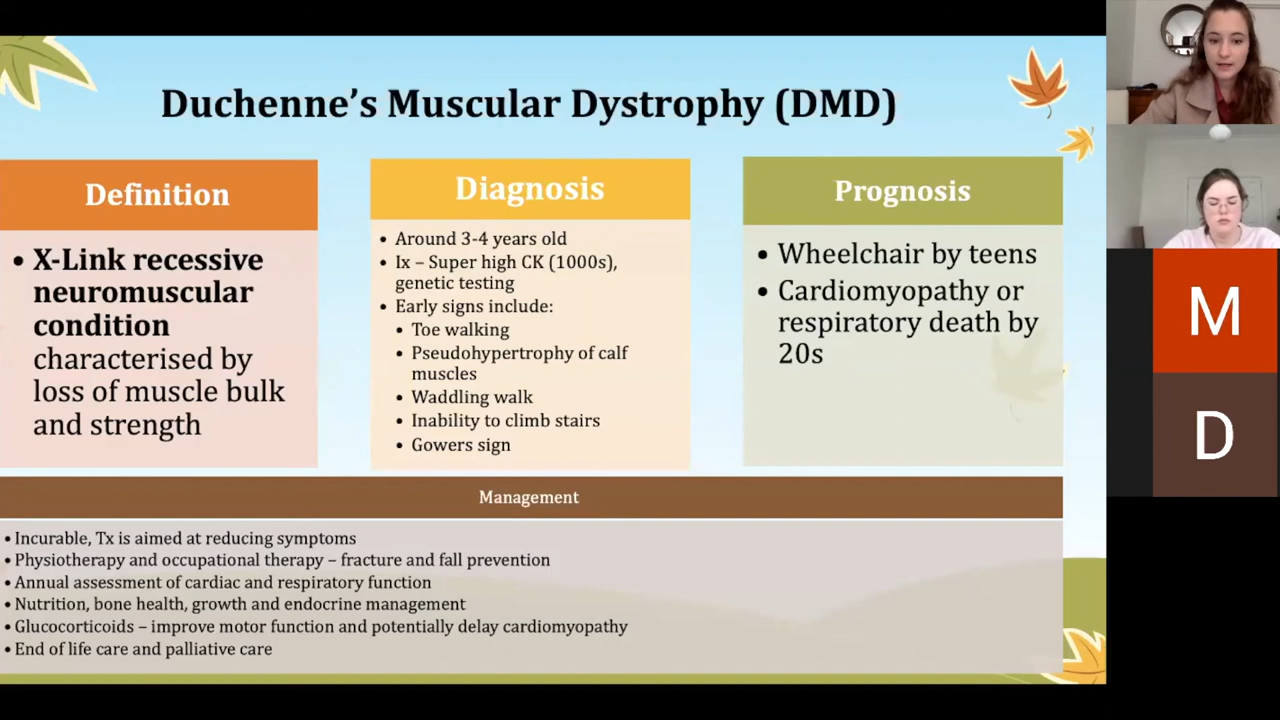 Duchenne’s Muscular Dystrophy (DMD)
Definition
• X-Link recessive
neuromuscular
condition
characterised by
loss of muscle bulk
and strength
Diagnosis
• Around 3-4 years old
• Ix – Super high CK (1000s),
genetic testing
• Early signs include:
• Toe walking
• Pseudohypertrophy of calf
muscles
• Waddling walk
• Inability to climb stairs
• Gowers sign
Prognosis
• Wheelchair by teens
• Cardiomyopathy or
respiratory death by
20s
Management
• Incurable, Tx is aimed at reducing symptoms
• Physiotherapy and occupational therapy – fracture and fall prevention
• Annual assessment of cardiac and respiratory function
• Nutrition, bone health, growth and endocrine management
• Glucocorticoids – improve motor function and potentially delay cardiomyopathy
• End of life care and palliative care
M
D